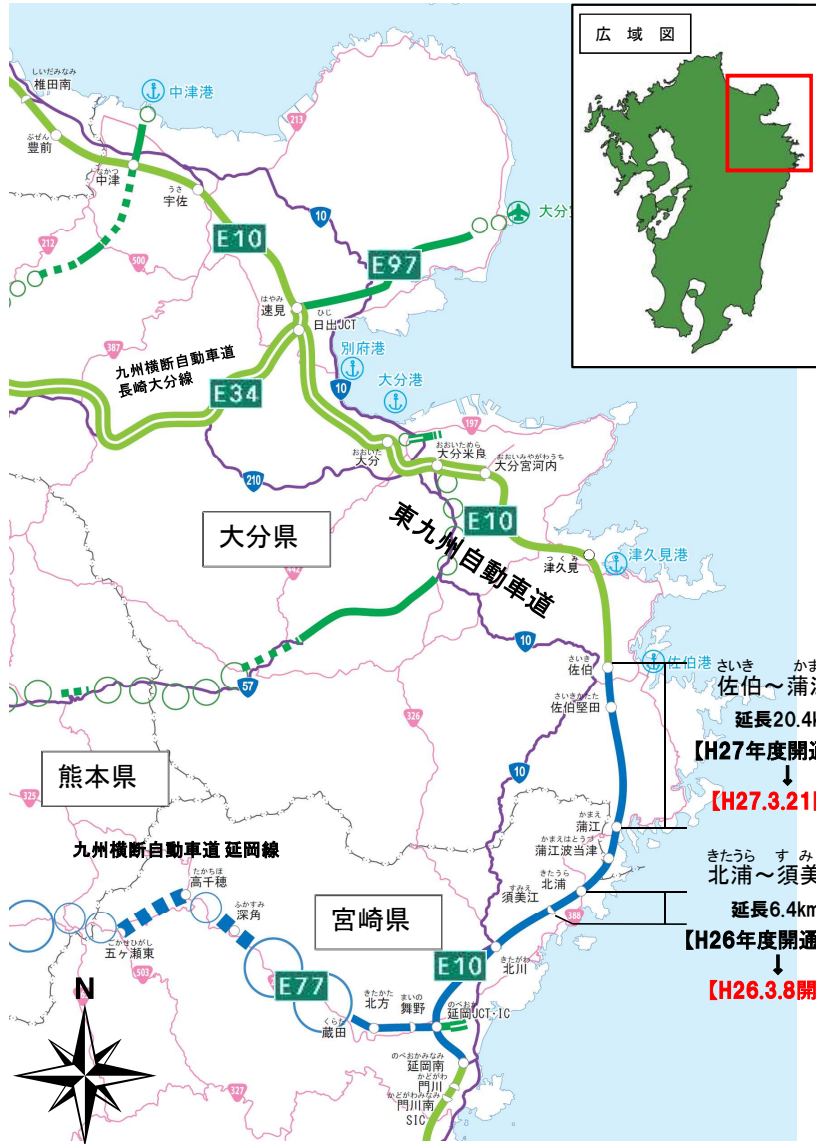 広域図
しいだみなみ
椎田南
中津港
ぶぜん
豊前
なかつ
中津
うさ
宇佐
213
10
212
500
E10
E97
大分
はやみ
速見
ひじ
日出JCT
387
九州横断自動車道
長崎大分線
E34
別府港
10
大分港
197
おおいた
大分
おおいためら
大分米良
おおいみやがわうち
大分宮河内
210
大分県
E10
東九州自動車道
つくみ
津久見
津久見港
10
佐伯港
さいき
佐伯
さいきかたた
佐伯堅田
57
326
10
さいき かま
佐伯～蒲
延長20.4k
【H27年度開通
↓
【H27.3.21
熊本県
325
かまえ
蒲江
かまえはとうづ
蒲江波当津
きたうら
北浦
すみえ
須美江
388
きたうら すみ
北浦～須美
延長6.4km
【H26年度開通
↓
【H26.3.8開
九州横断自動車道 延岡線
たかちほ
高千穂
ふかすみ
深角
ごかせひがし
五ヶ瀬東
503
宮崎県
E10
きたがわ
北川
E77
くらた
蔵田
きたかた
北方
まいの
舞野
のべおか
延岡JCT・IC
のべおかみなみ
延岡南
かどがわ
門川
かどがわみなみ
門川南
SIC
N
327